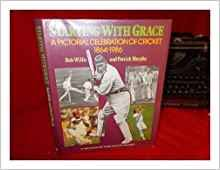 STARTING WITH GRACE
A PICTORIAL CELEBRATION OF CRICKET
1864-1986
Bob Willis and Patrick Murphy